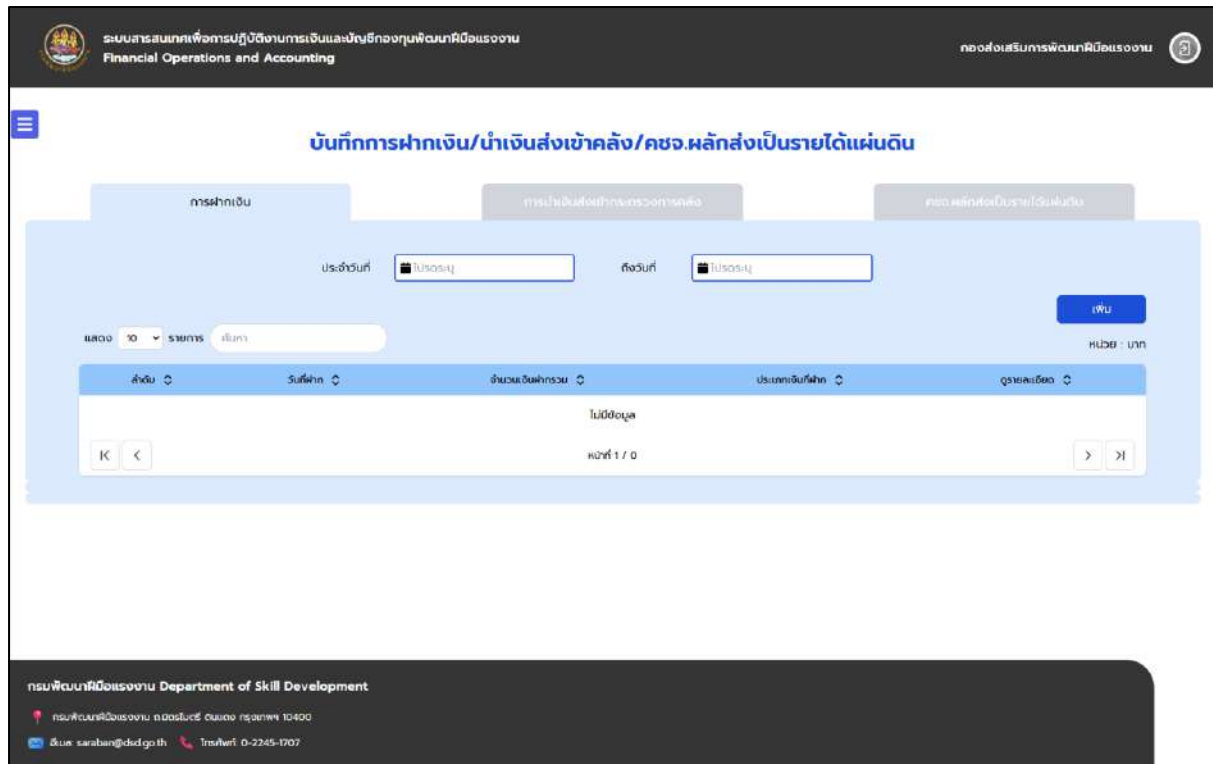 ระบบสารสนเทศเพื่อการปฏิบัติงานการเงินและบัญชีกองทุนพัฒนาฝีมือแรงงาน
Financial Operations and Accounting
กองส่งเสริมการพัฒนาฝีมือแรงงาน
บันทึกการฝากเงิน/นำเงินส่งเข้าคลัง/คชจ.ผลักส่งเป็นรายได้แผ่นดิน
การฝากเงิน การนำเงินส่งเข้ากระทรวงการคลัง คชจ.ผลักส่งเป็นรายได้แผ่นดิน
ประจำวันที่ โปรดระบุ ถึงวันที่ โปรดระบุ
เพิ่ม
แสดง 10 รายการ ค้นหา
หน่วย : บาท
ลำดับ วันที่ฝาก จำนวนเงินฝากรวม ประเภทเงินที่ฝาก ดูรายละเอียด
ไม่มีข้อมูล
หน้าที่ 1 / 0
กรมพัฒนาฝีมือแรงงาน Department of Skill Development
กรมพัฒนาฝีมือแรงงาน ถ.มิตรไมตรี ดินแดง กรุงเทพฯ 10400
อีเมล: saraban@dsd.go.th โทรศัพท์: 0-2245-1707